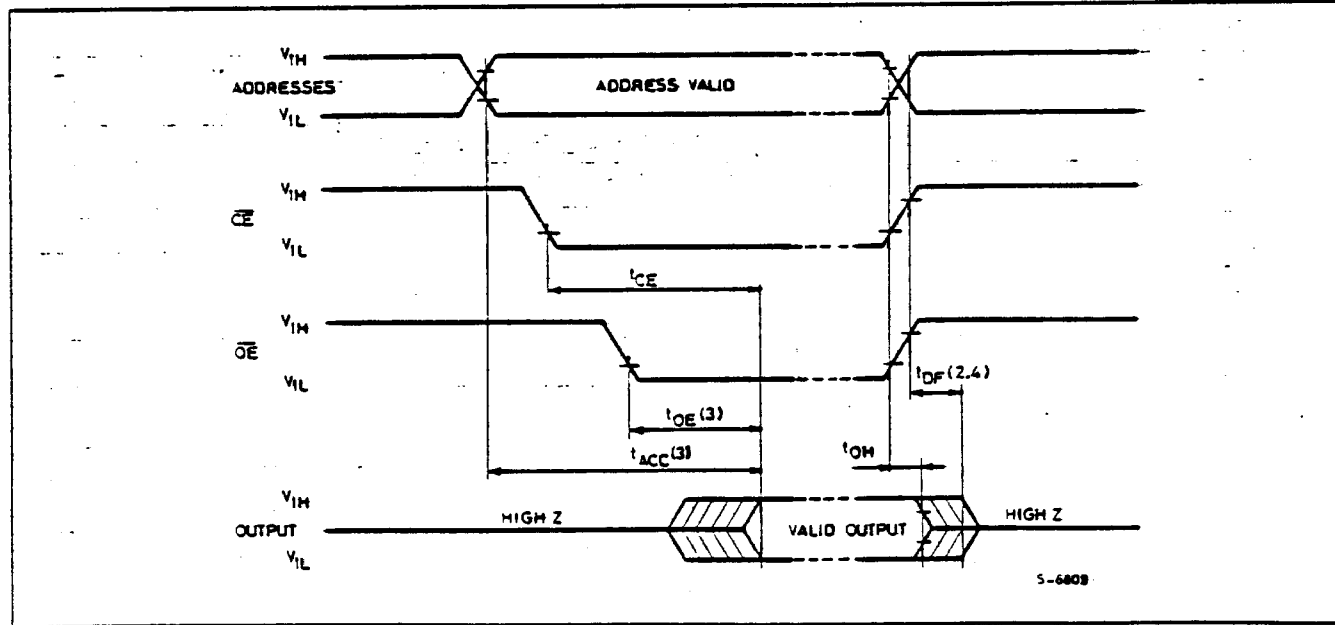 VIH
ADDRESSES
ADDRESS VALID
VIL
VIH
CE
VIL
tCE
VIH
OE
VIL
tDF(2.4)
tOE(3)
tACC(3)
tOH
VIH
OUTPUT
HIGH Z
VALID OUTPUT
HIGH Z
VIL
S-6809